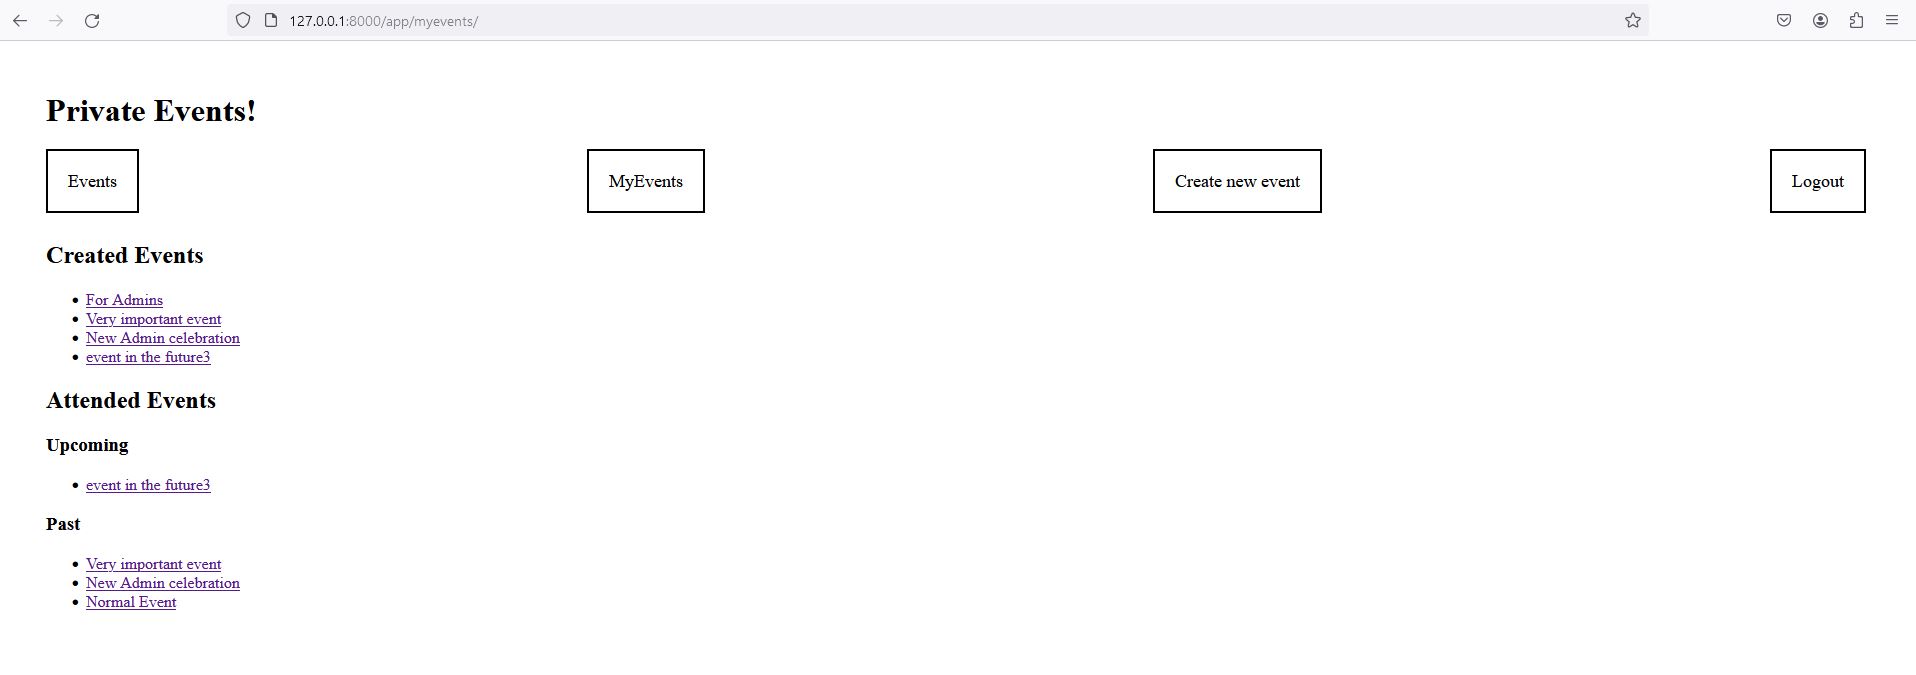 127.0.0.1:8000/app/myevents/
Private Events!
Events MyEvents Create new event Logout
Created Events
For Admins
Very important event
New Admin celebration
event in the future3
Attended Events
Upcoming
event in the future3
Past
Very important event
New Admin celebration
Normal Event